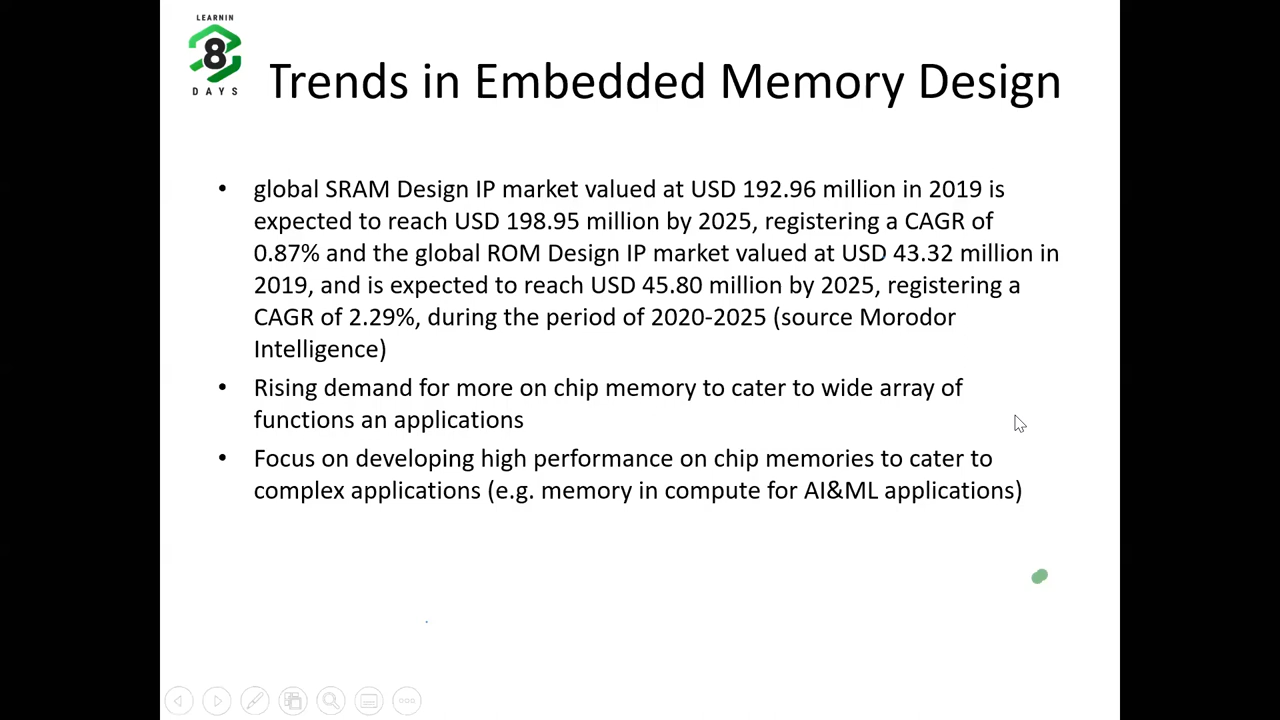 LEARNIN
8
DAYS
Trends in Embedded Memory Design
• global SRAM Design IP market valued at USD 192.96 million in 2019 is
expected to reach USD 198.95 million by 2025, registering a CAGR of
0.87% and the global ROM Design IP market valued at USD 43.32 million in
2019, and is expected to reach USD 45.80 million by 2025, registering a
CAGR of 2.29%, during the period of 2020-2025 (source Morodor
Intelligence)
• Rising demand for more on chip memory to cater to wide array of
functions an applications
• Focus on developing high performance on chip memories to cater to
complex applications (e.g. memory in compute for AI&ML applications)